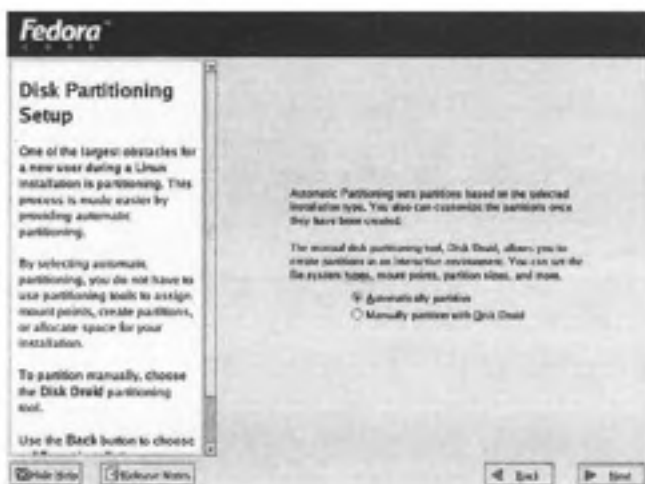 Fedora
CORE
Disk Partitioning
Setup
One of the largest obstacles for
a new user during a Linux
installation is partitioning. This
process is made easier by
providing automatic
partitioning.
By selecting automatic
partitioning, you do not have to
use partitioning tools to assign
mount points, create partitions,
or allocate space for your
installation.
To partition manually, choose
the Disk Druid partitioning
tool.
Use the Back button to choose
Automatic Partitioning sets partitions based on the selected
installation type. You also can customize the partitions once
they have been created.
The manual disk partitioning tool, Disk Druid, allows you to
create partitions in an interactive environment. You can set the
file system types, mount points, partition sizes, and more.
Automatically partition
Manually partition with Disk Druid
Hide Help
Release Notes
Back
Next